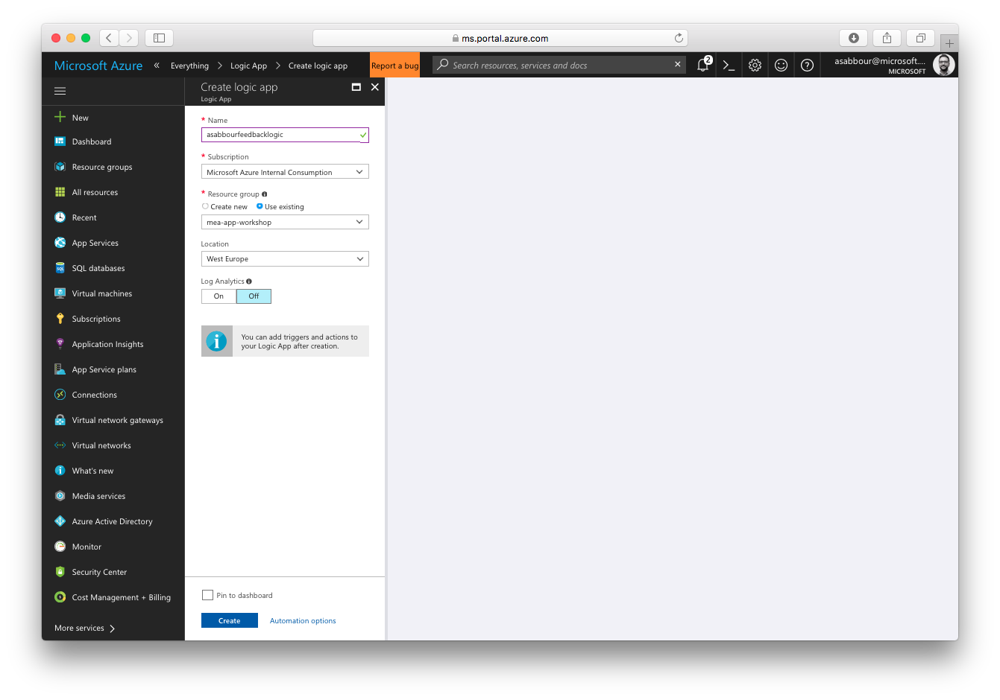 ms.portal.azure.com
Microsoft Azure « Everything > Logic App > Create logic app Report a bug Search resources, services and docs 2 asabbour@microsoft....
MICROSOFT
Create logic app
Logic App
New
Dashboard
Resource groups
All resources
Recent
App Services
SQL databases
Virtual machines
Subscriptions
Application Insights
App Service plans
Connections
Virtual network gateways
Virtual networks
What's new
Media services
Azure Active Directory
Monitor
Security Center
Cost Management + Billing
More services
* Name
asabbourfeedbacklogic
* Subscription
Microsoft Azure Internal Consumption
* Resource group
Create new Use existing
mea-app-workshop
Location
West Europe
Log Analytics
On Off
You can add triggers and actions to
your Logic App after creation.
Pin to dashboard
Create Automation options